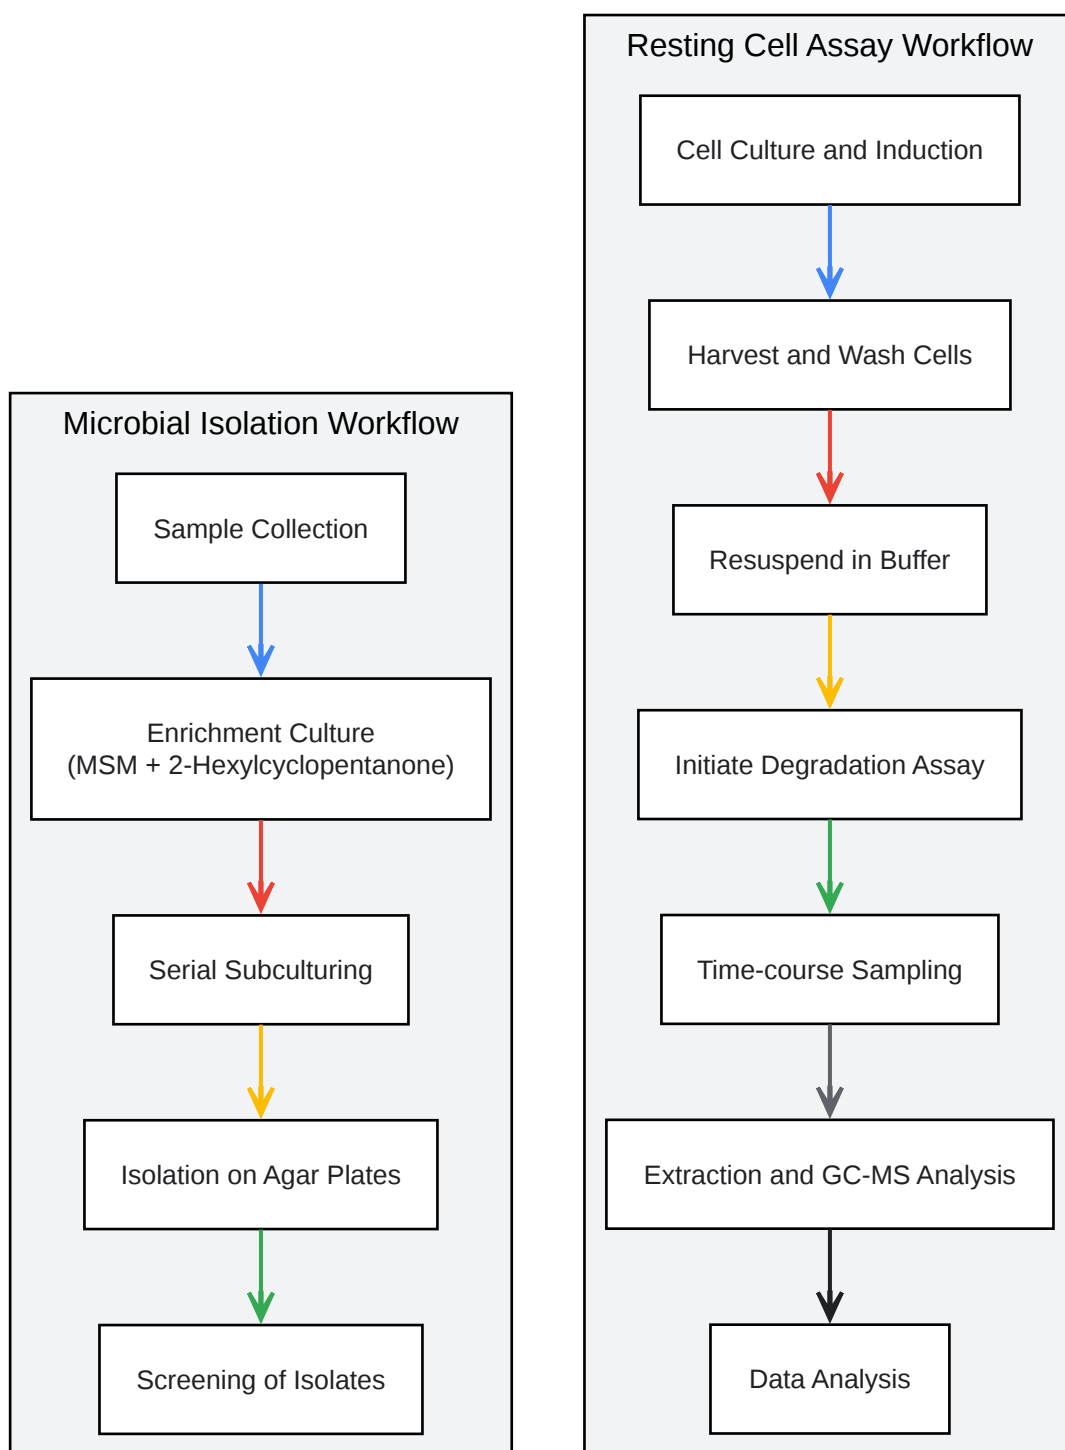 Microbial Isolation Workflow
Sample Collection
Enrichment Culture
(MSM + 2-Hexylcyclopentanone)
Serial Subculturing
Isolation on Agar Plates
Screening of Isolates
Resting Cell Assay Workflow
Cell Culture and Induction
Harvest and Wash Cells
Resuspend in Buffer
Initiate Degradation Assay
Time-course Sampling
Extraction and GC-MS Analysis
Data Analysis